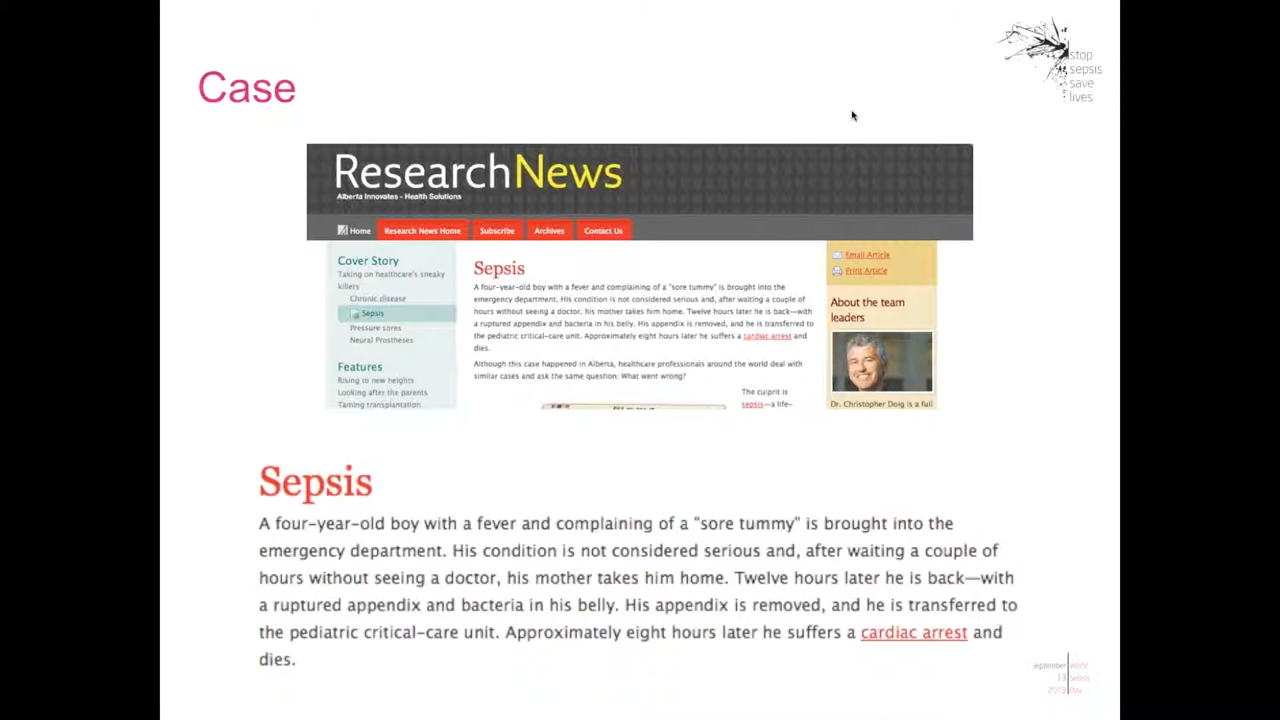 Case
stop
sepsis
save
lives
ResearchNews
Alberta Innovates - Health Solutions
Home
Research News Home
Subscribe
Archives
Contact Us
Cover Story
Taking on healthcare's sneaky
killers
Chronic disease
Sepsis
Pressure sores
Neural Prostheses
Features
Rising to new heights
Looking after the parents
Taming transplantation
Sepsis
A four-year-old boy with a fever and complaining of a "sore tummy" is brought into the
emergency department. His condition is not considered serious and, after waiting a couple of
hours without seeing a doctor, his mother takes him home. Twelve hours later he is back—with
a ruptured appendix and bacteria in his belly. His appendix is removed, and he is transferred to
the pediatric critical-care unit. Approximately eight hours later he suffers a cardiac arrest and
dies.
Although this case happened in Alberta, healthcare professionals around the world deal with
similar cases and ask the same question: What went wrong?
The culprit is
sepsis—a life-
Email Article
Print Article
About the team
leaders
Dr. Christopher Doig is a full
Sepsis
A four-year-old boy with a fever and complaining of a "sore tummy" is brought into the
emergency department. His condition is not considered serious and, after waiting a couple of
hours without seeing a doctor, his mother takes him home. Twelve hours later he is back—with
a ruptured appendix and bacteria in his belly. His appendix is removed, and he is transferred to
the pediatric critical-care unit. Approximately eight hours later he suffers a cardiac arrest and
dies.
september World
13 Sepsis
2013 Day